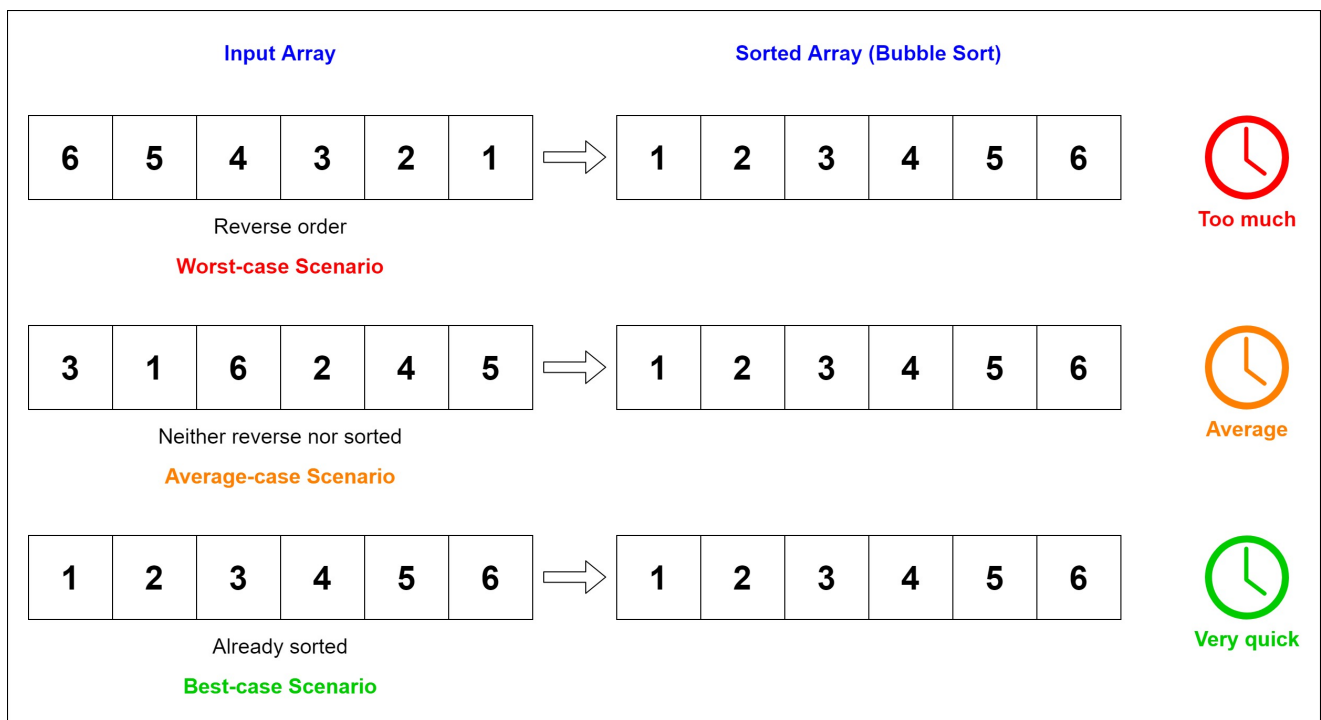 Input Array
Sorted Array (Bubble Sort)
6 5 4 3 2 1
1 2 3 4 5 6
Too much
Reverse order
Worst-case Scenario
3 1 6 2 4 5
1 2 3 4 5 6
Average
Neither reverse nor sorted
Average-case Scenario
1 2 3 4 5 6
1 2 3 4 5 6
Very quick
Already sorted
Best-case Scenario